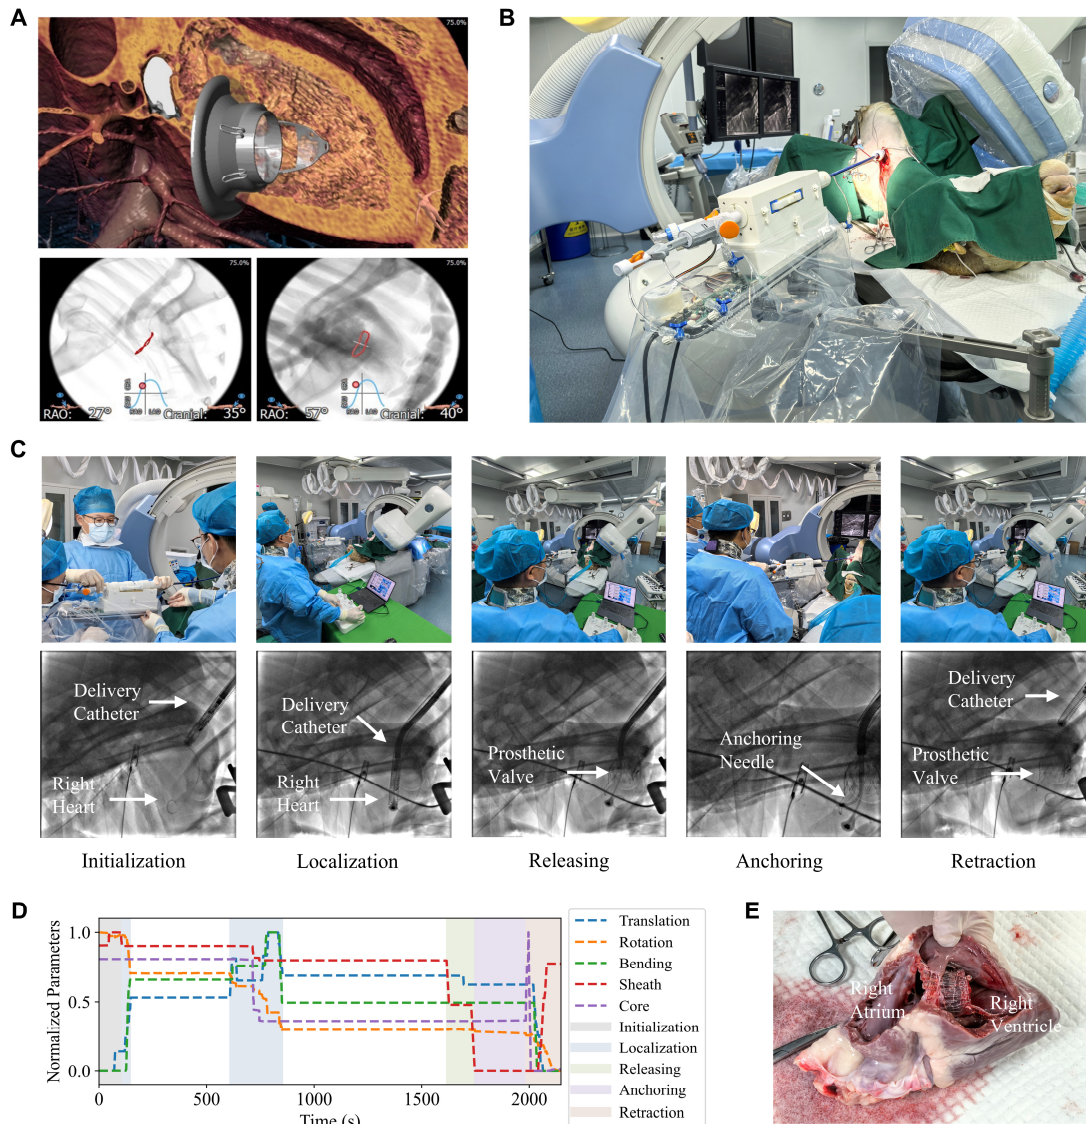 A
75.0%
B
75.0%
75.0%
RAO: 27° Cranial: 35°
RAO: 57° Cranial: 40°
C
Delivery
Catheter
Right
Heart
Delivery
Catheter
Right
Heart
Prosthetic
Valve
Anchoring
Needle
Delivery
Catheter
Prosthetic
Valve
Initialization
Localization
Releasing
Anchoring
Retraction
D
Normalized Parameters
1.0
0.5
0.0
0
500
1000
1500
2000
Time (s)
Translation
Rotation
Bending
Sheath
Core
Initialization
Localization
Releasing
Anchoring
Retraction
E
Right
Atrium
Right
Ventricle